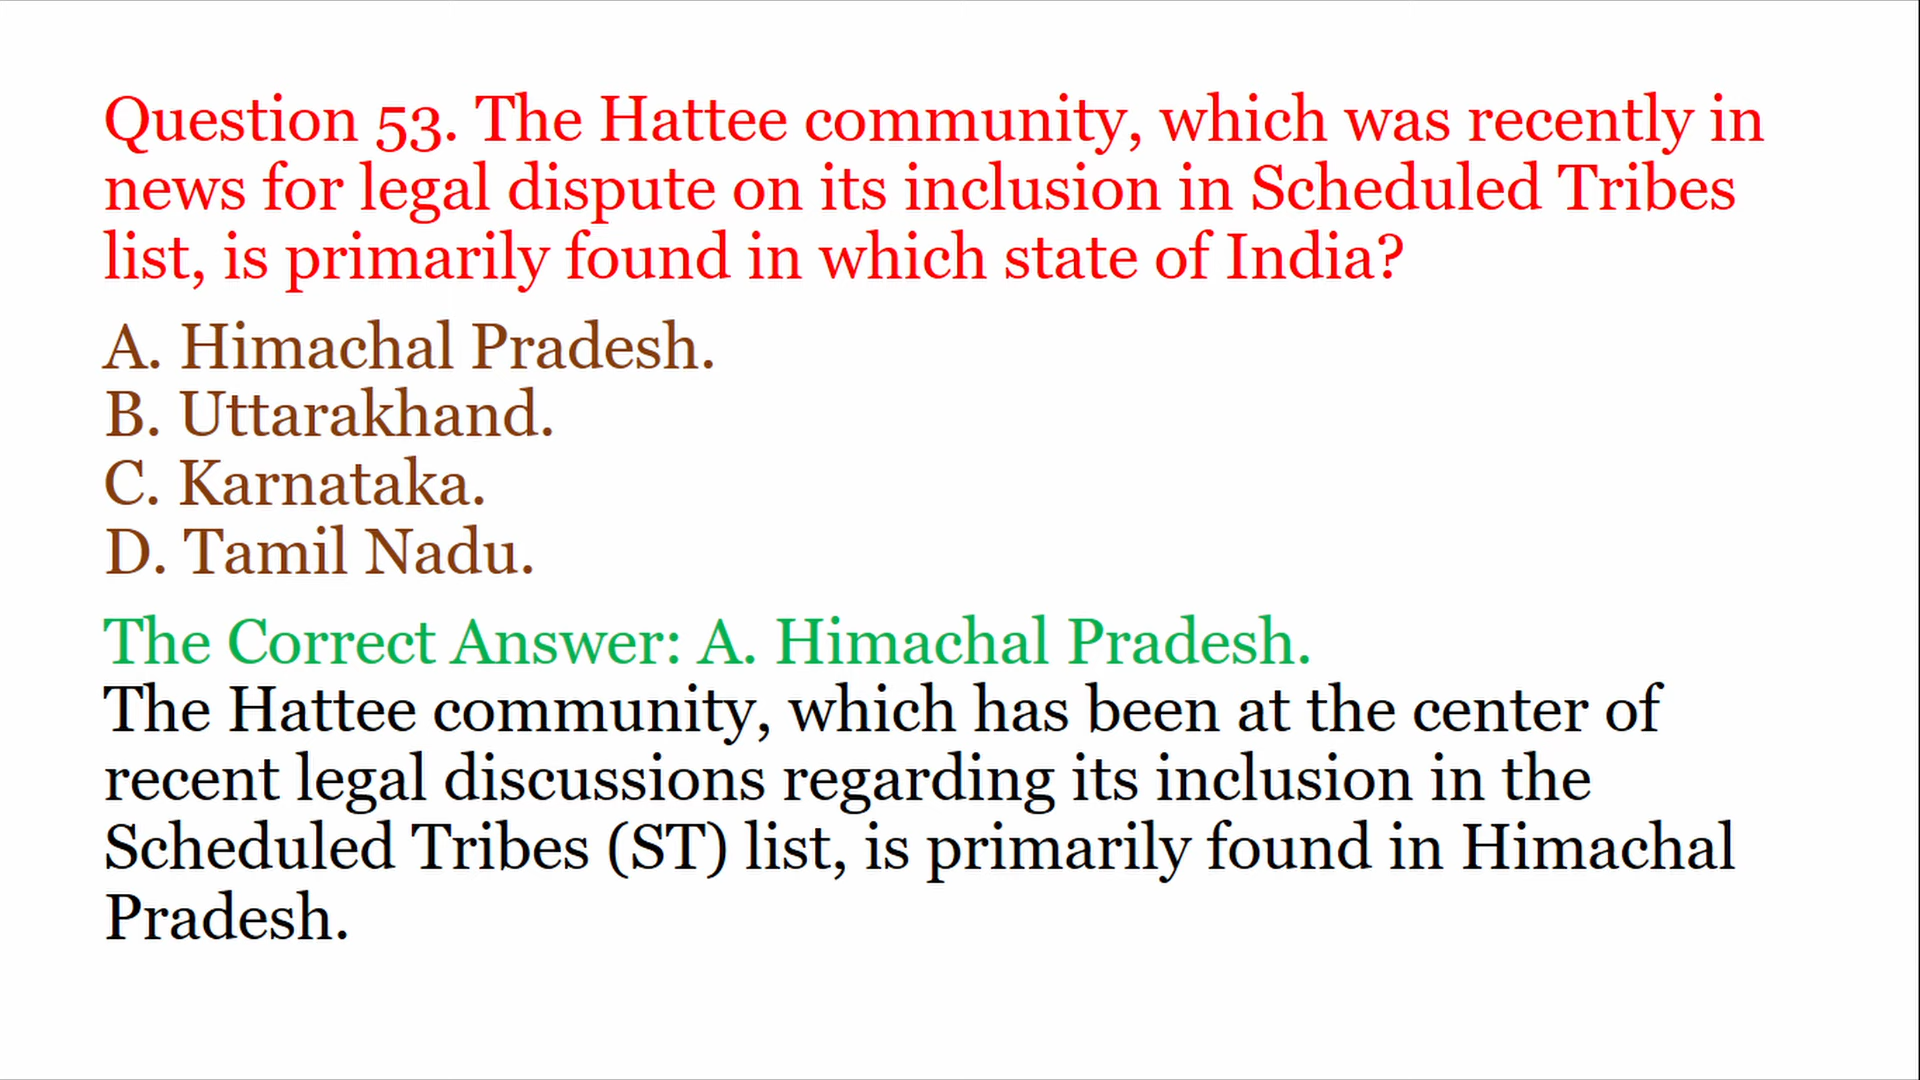 Question 53. The Hattee community, which was recently in
news for legal dispute on its inclusion in Scheduled Tribes
list, is primarily found in which state of India?
A. Himachal Pradesh.
B. Uttarakhand.
C. Karnataka.
D. Tamil Nadu.
The Correct Answer: A. Himachal Pradesh.
The Hattee community, which has been at the center of
recent legal discussions regarding its inclusion in the
Scheduled Tribes (ST) list, is primarily found in Himachal
Pradesh.